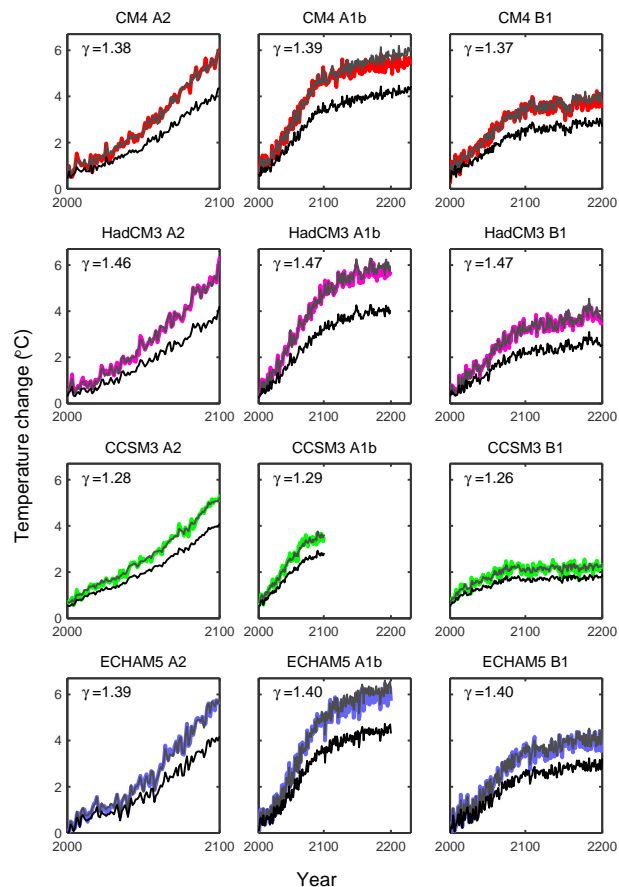 CM4 A2 CM4 A1b CM4 B1
6 γ=1.38 γ=1.39 γ=1.37
4
2
0
2000 2100 2000 2100 2200 2000 2100 2200
HadCM3 A2 HadCM3 A1b HadCM3 B1
6 γ=1.46 γ=1.47 γ=1.47
4
2
0
2000 2100 2000 2100 2200 2000 2100 2200
Temperature change (°C)
CCSM3 A2 CCSM3 A1b CCSM3 B1
6 γ=1.28 γ=1.29 γ=1.26
4
2
0
2000 2100 2000 2100 2200 2000 2100 2200
ECHAM5 A2 ECHAM5 A1b ECHAM5 B1
6 γ=1.39 γ=1.40 γ=1.40
4
2
0
2000 2100 2000 2100 2200 2000 2100 2200
Year